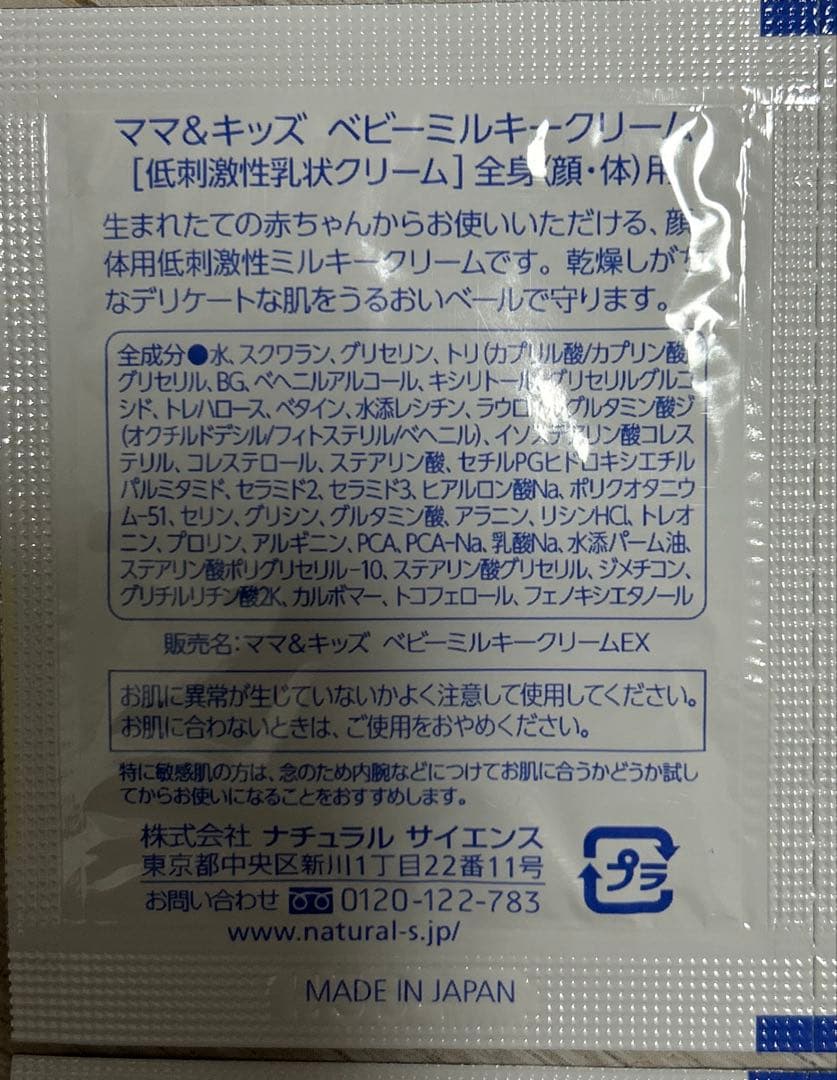 ママ&キッズ ベビーミルキークリーム
[低刺激性乳状クリーム] 全身(顔・体)用
生まれたての赤ちゃんからお使いいただける、顔
体用低刺激性ミルキークリームです。乾燥しがち
なデリケートな肌をうるおいベールで守ります。
全成分●水、スクワラン、グリセリン、トリ(カプリル酸/カプリン酸)
グリセリル、BG、ベヘニルアルコール、キシリトール、グリセリルグルコ
シド、トレハロース、ベタイン、水添レシチン、ラウロイルグルタミン酸ジ
(オクチルドデシル/フィトステリル/ベヘニル)、イソステアリン酸コレス
テリル、コレステロール、ステアリン酸、セチルPGヒドロキシエチル
パルミタミド、セラミド2、セラミド3、ヒアルロン酸Na、ポリクオタニウ
ム-51、セリン、グリシン、グルタミン酸、アラニン、リシンHCl、トレオ
ニン、プロリン、アルギニン、PCA、PCA-Na、乳酸Na、水添パーム油、
ステアリン酸ポリグリセリル-10、ステアリン酸グリセリル、ジメチコン、
グリチルリチン酸2K、カルボマー、トコフェロール、フェノキシエタノール
販売名:ママ&キッズ ベビーミルキークリームEX
お肌に異常が生じていないかよく注意して使用してください。
お肌に合わないときは、ご使用をおやめください。
特に敏感肌の方は、念のため内腕などにつけてお肌に合うかどうか試し
てからお使いになることをおすすめします。
株式会社 ナチュラル サイエンス
東京都中央区新川1丁目22番11号
お問い合わせ 0120-122-783
www.natural-s.jp/
プラ
MADE IN JAPAN